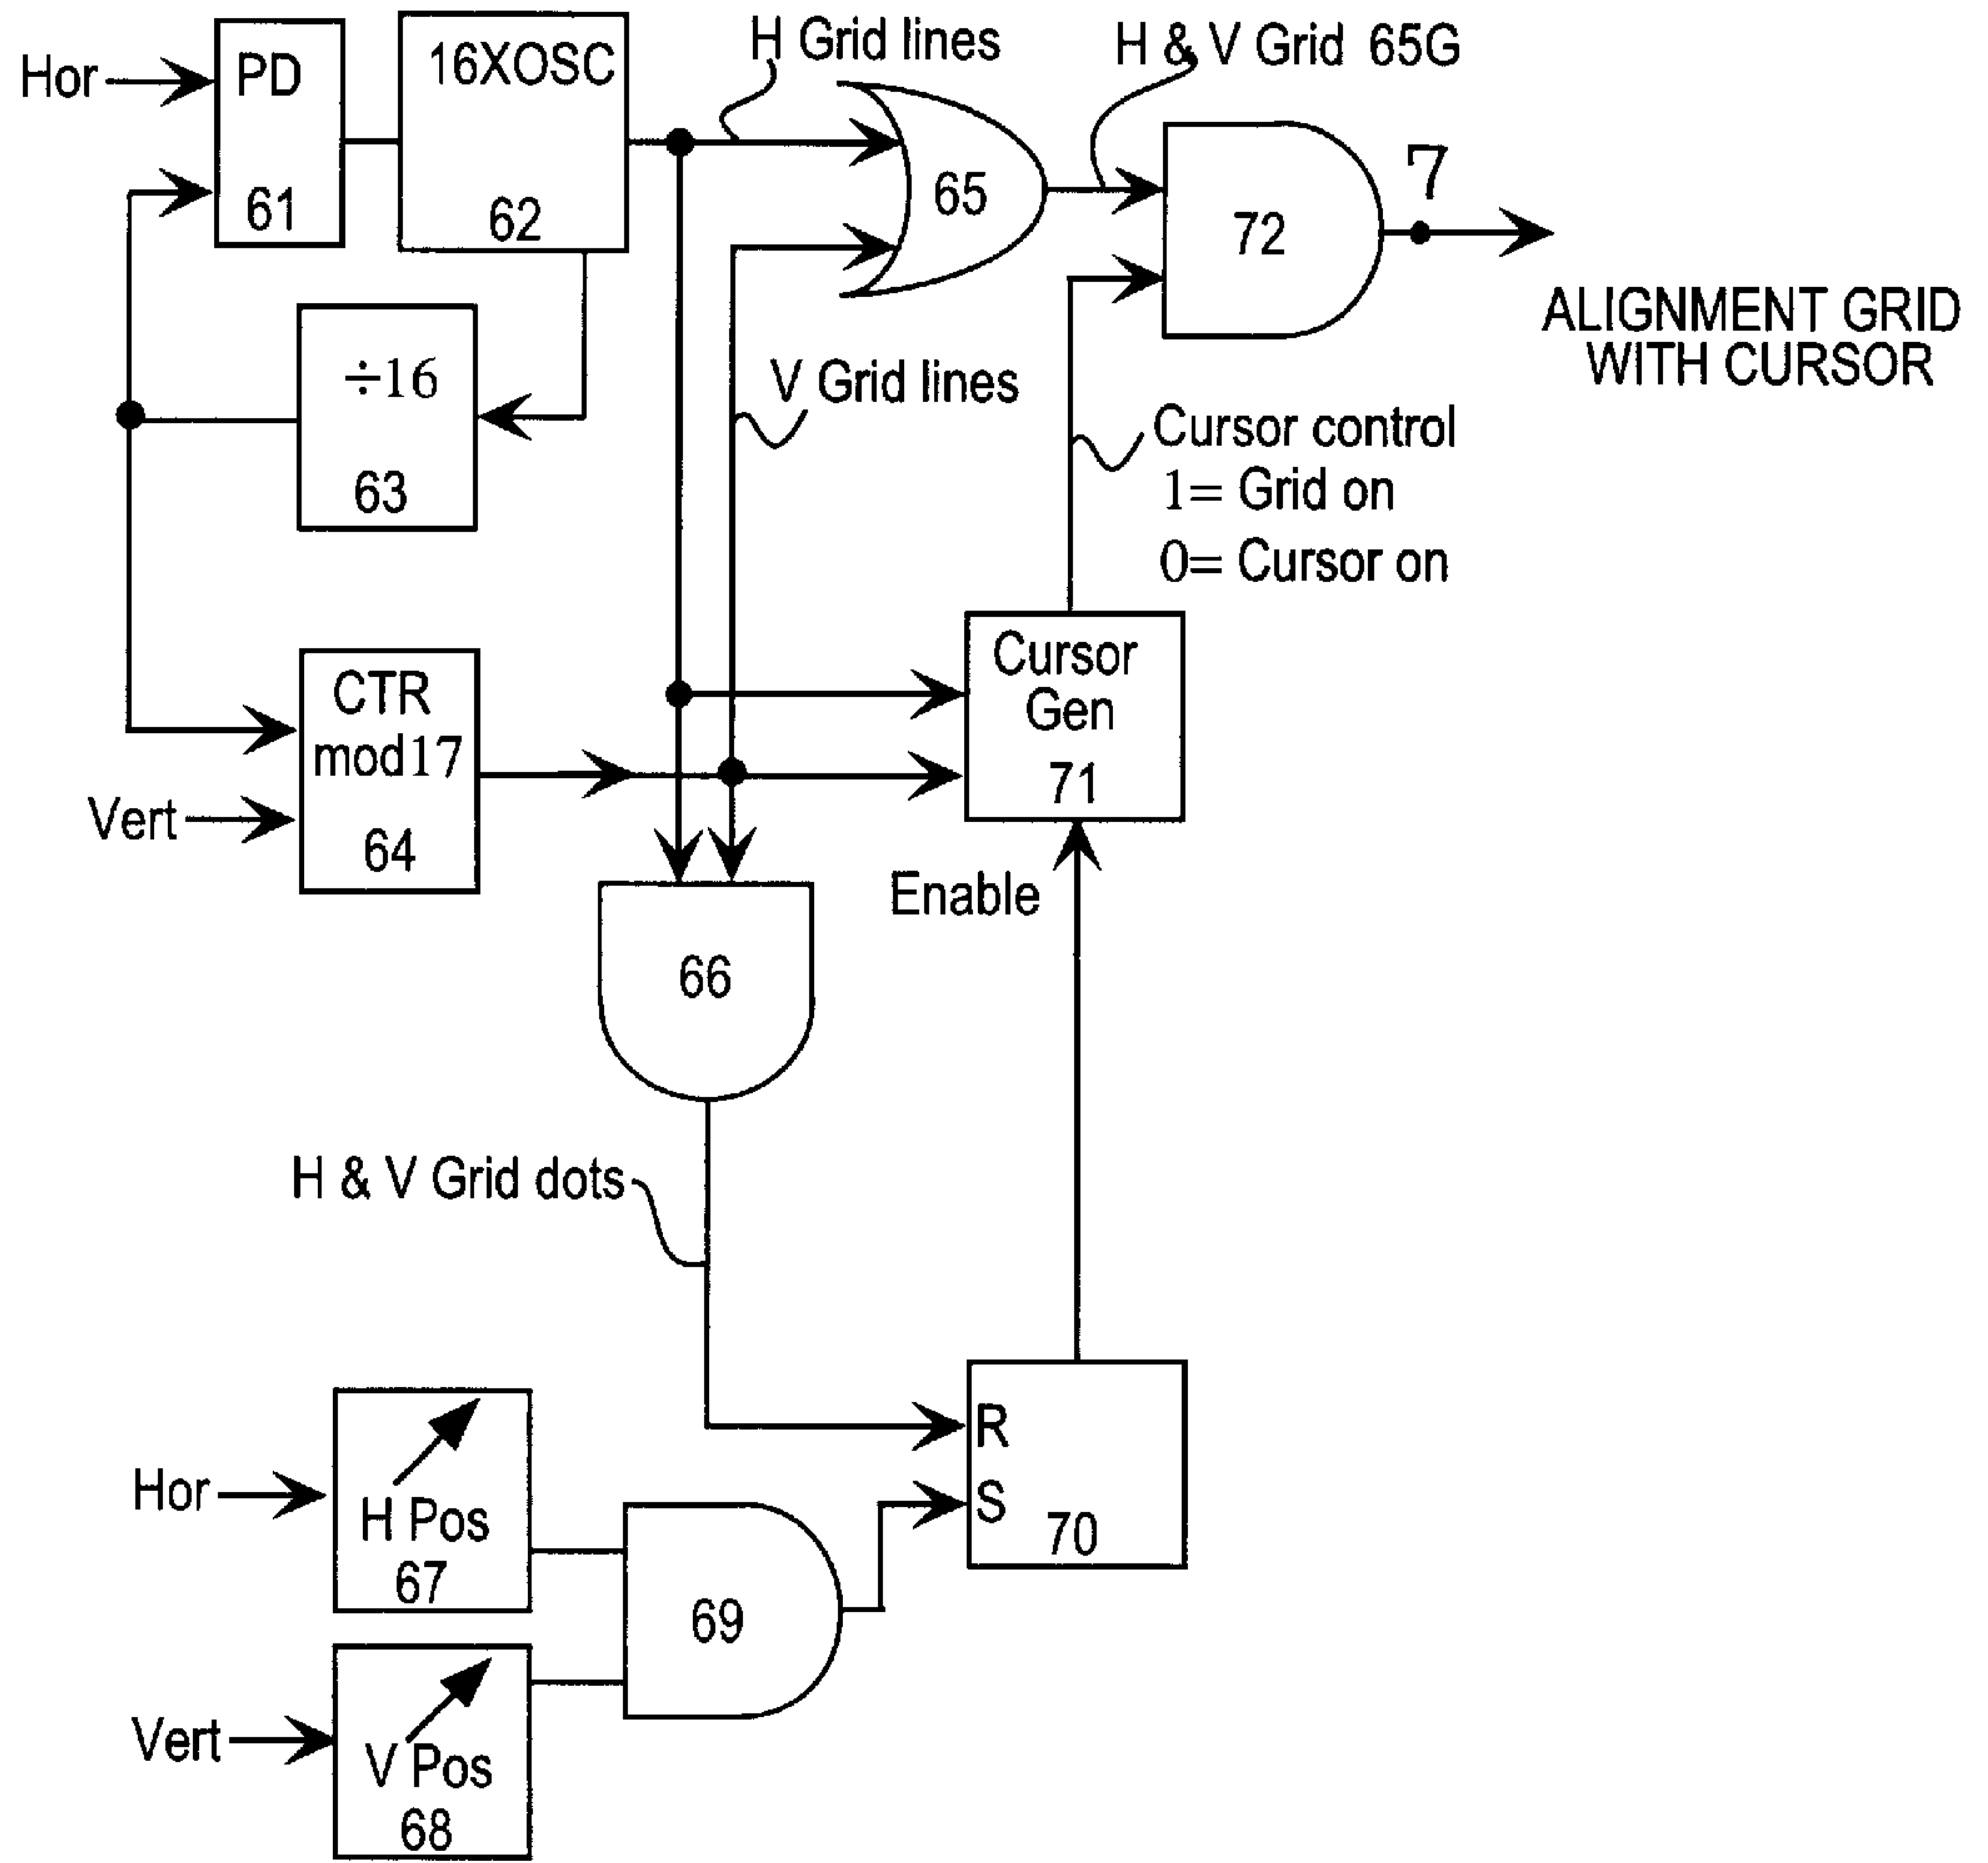 Hor
PD
61
16XOSC
62
H Grid lines
H & V Grid 65G
65
72
7
ALIGNMENT GRID
WITH CURSOR
÷16
63
V Grid lines
Cursor control
1= Grid on
0= Cursor on
CTR
mod17
64
Vert
Cursor
Gen
71
Enable
66
H & V Grid dots
R
S
70
Hor
H Pos
67
69
Vert
V Pos
68